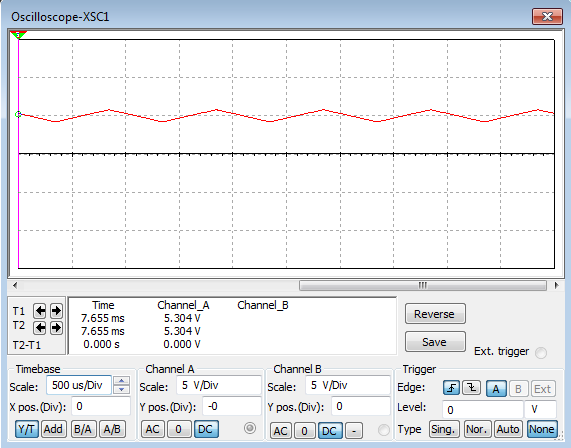 Oscilloscope-XSC1
Time Channel_A Channel_B
T1 7.655 ms 5.304 V
T2 7.655 ms 5.304 V
T2-T1 0.000 s 0.000 V
Reverse
Save
Ext. trigger
Timebase
Scale: 500 us/Div
X pos.(Div): 0
Y/T Add B/A A/B
Channel A
Scale: 5 V/Div
Y pos.(Div): -0
AC 0 DC
Channel B
Scale: 5 V/Div
Y pos.(Div): 0
AC 0 DC -
Trigger
Edge: A B Ext
Level: 0 V
Type Sing. Nor. Auto None